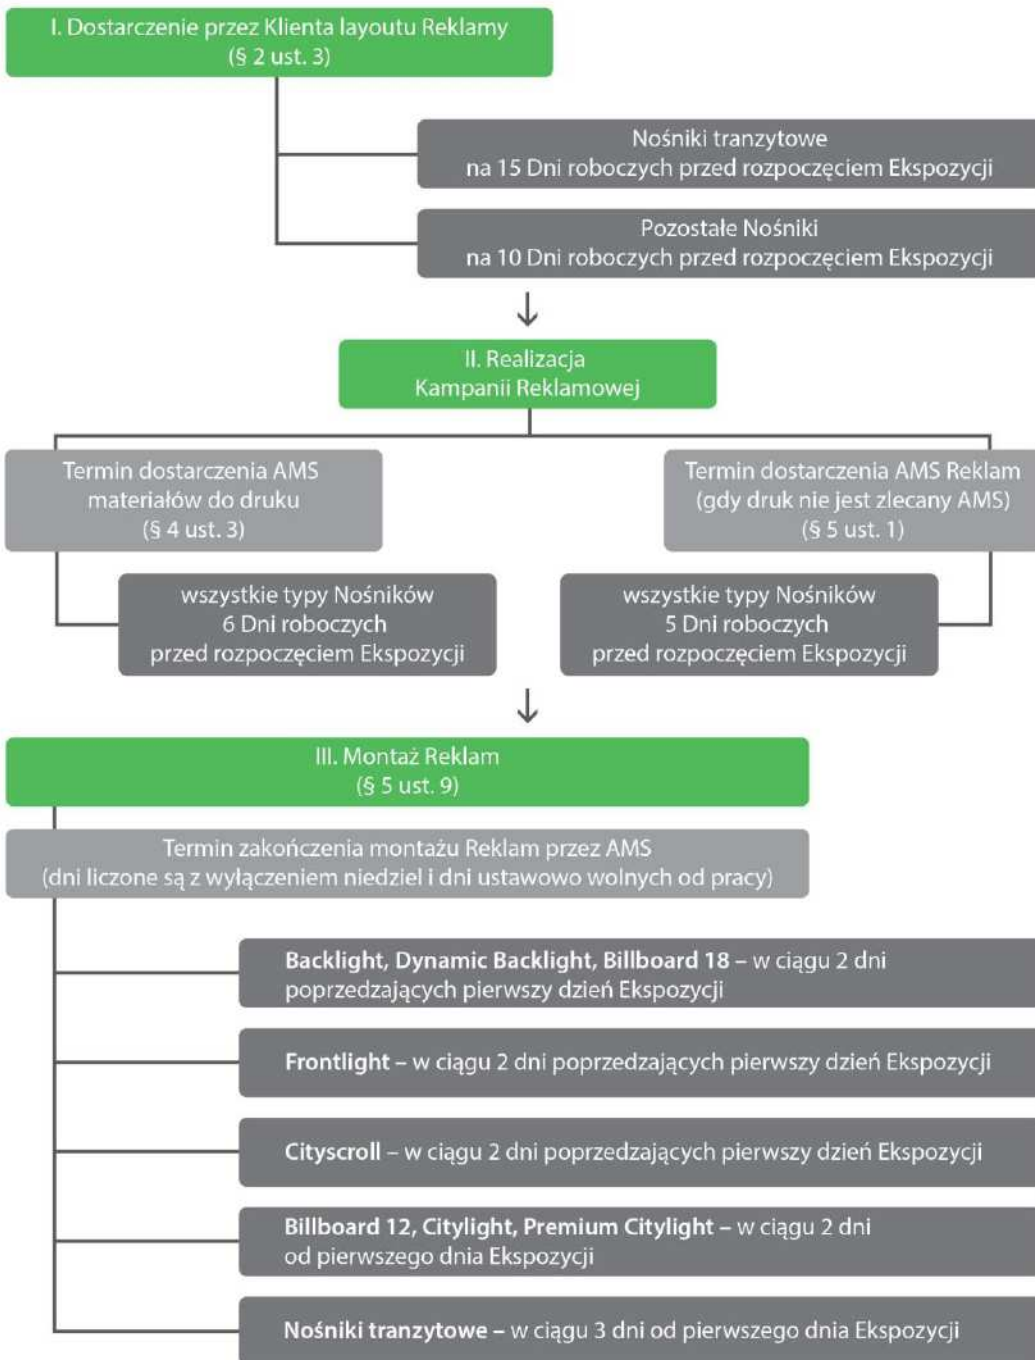 I. Dostarczenie przez Klienta layoutu Reklamy
(§ 2 ust. 3)
Nośniki tranzytowe
na 15 Dni roboczych przed rozpoczęciem Ekspozycji
Pozostałe Nośniki
na 10 Dni roboczych przed rozpoczęciem Ekspozycji
II. Realizacja
Kampanii Reklamowej
Termin dostarczenia AMS
materiałów do druku
(§ 4 ust. 3)
Termin dostarczenia AMS Reklam
(gdy druk nie jest zlecany AMS)
(§ 5 ust. 1)
wszystkie typy Nośników
6 Dni roboczych
przed rozpoczęciem Ekspozycji
wszystkie typy Nośników
5 Dni roboczych
przed rozpoczęciem Ekspozycji
III. Montaż Reklam
(§ 5 ust. 9)
Termin zakończenia montażu Reklam przez AMS
(dni liczone są z wyłączeniem niedziel i dni ustawowo wolnych od pracy)
Backlight, Dynamic Backlight, Billboard 18 – w ciągu 2 dni
poprzedzających pierwszy dzień Ekspozycji
Frontlight – w ciągu 2 dni poprzedzających pierwszy dzień Ekspozycji
Cityscroll – w ciągu 2 dni poprzedzających pierwszy dzień Ekspozycji
Billboard 12, Citylight, Premium Citylight – w ciągu 2 dni
od pierwszego dnia Ekspozycji
Nośniki tranzytowe – w ciągu 3 dni od pierwszego dnia Ekspozycji